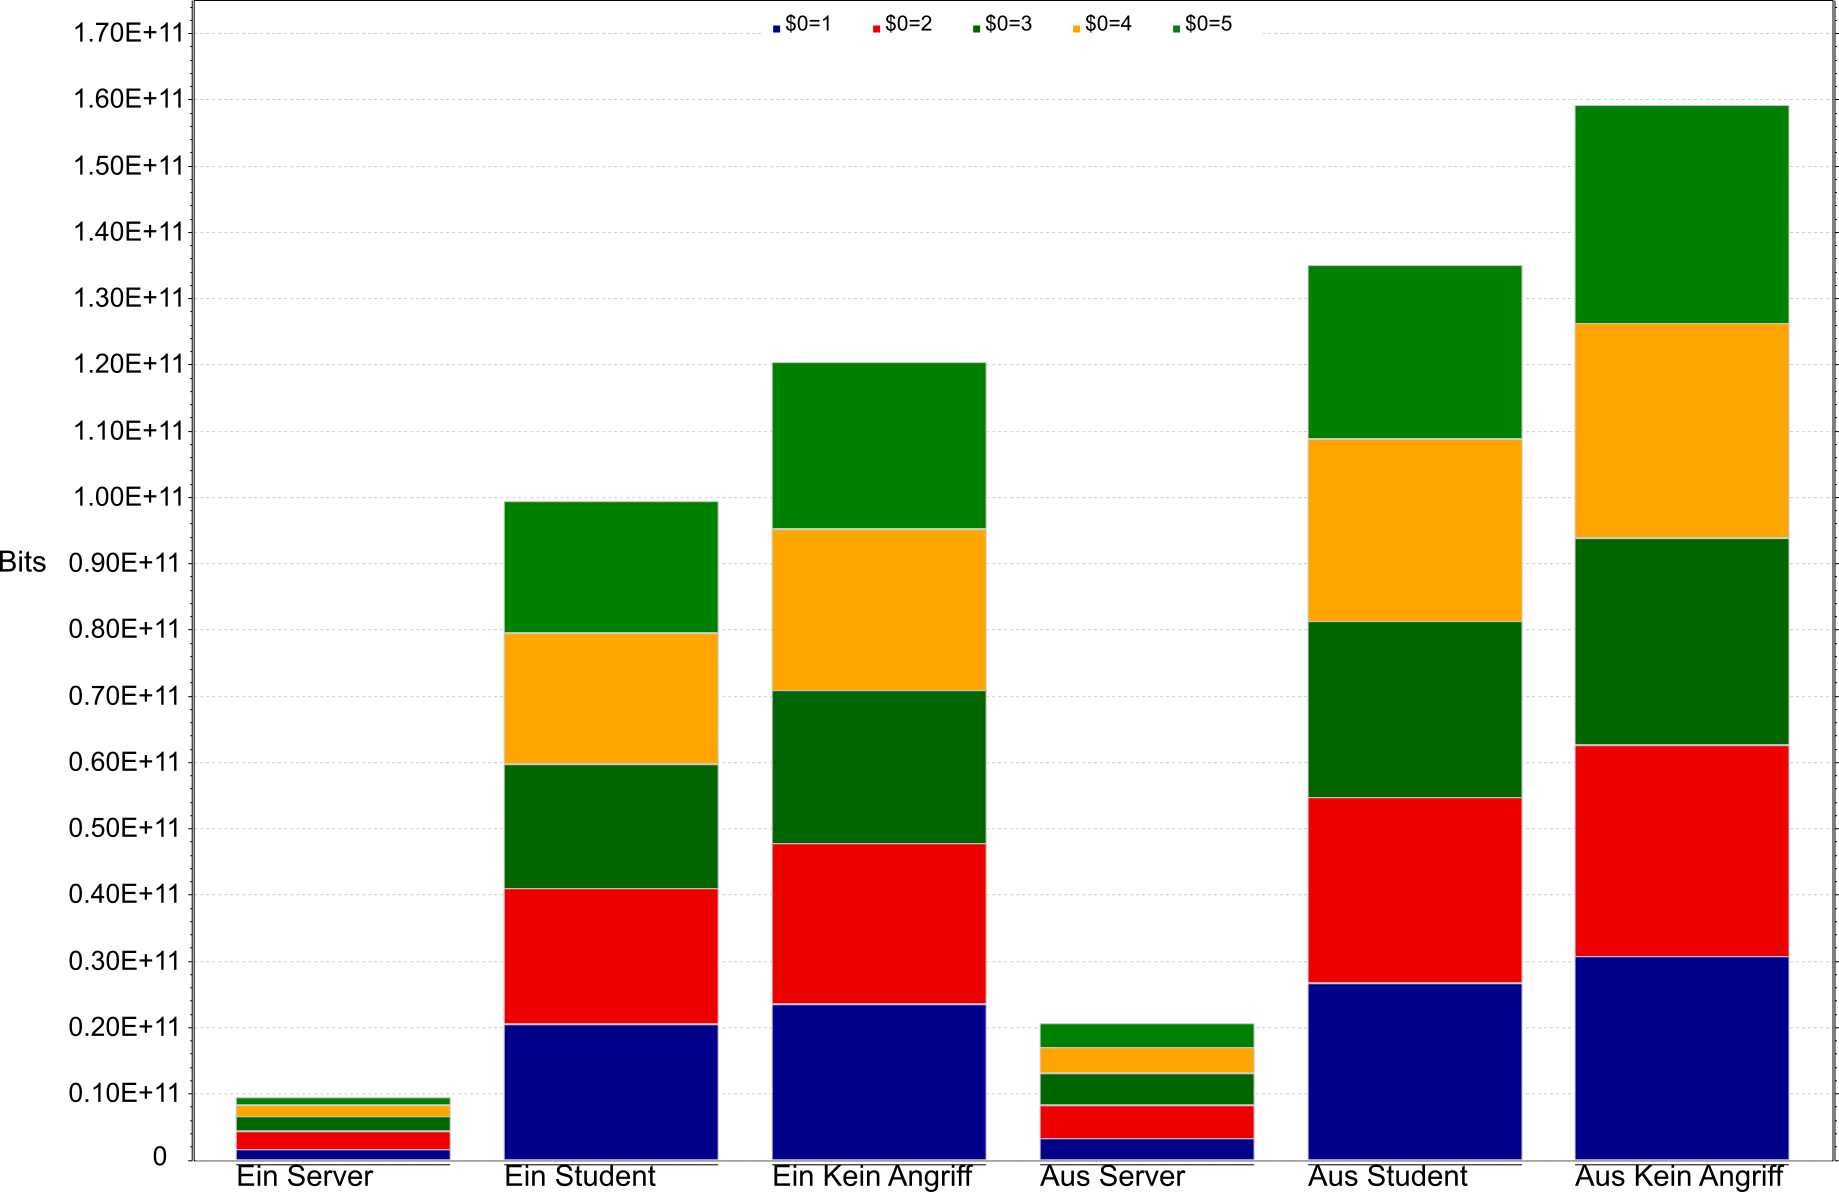 $0=1 $0=2 $0=3 $0=4 $0=5
1.70E+11
1.60E+11
1.50E+11
1.40E+11
1.30E+11
1.20E+11
1.10E+11
1.00E+11
Bits 0.90E+11
0.80E+11
0.70E+11
0.60E+11
0.50E+11
0.40E+11
0.30E+11
0.20E+11
0.10E+11
0
Ein Server Ein Student Ein Kein Angriff Aus Server Aus Student Aus Kein Angriff